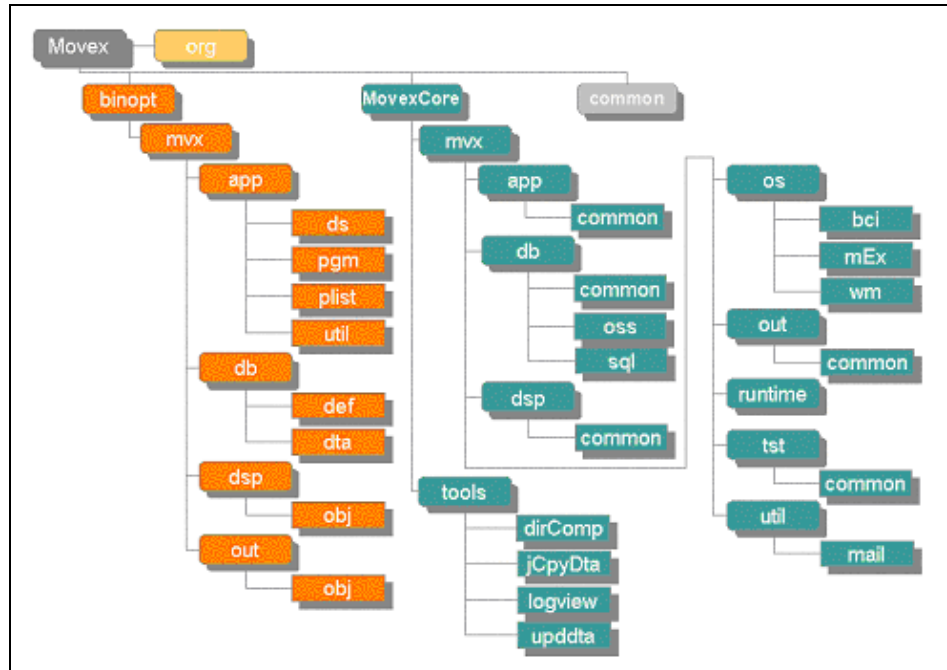 Movex
org
binopt
mvx
app
ds
pgm
plist
util
db
def
dta
dsp
obj
out
obj
MovexCore
mvx
app
common
db
common
oss
sql
dsp
common
tools
dirComp
jCpyDta
logview
upddta
os
bci
mEx
wm
out
common
runtime
tst
common
util
mail
common